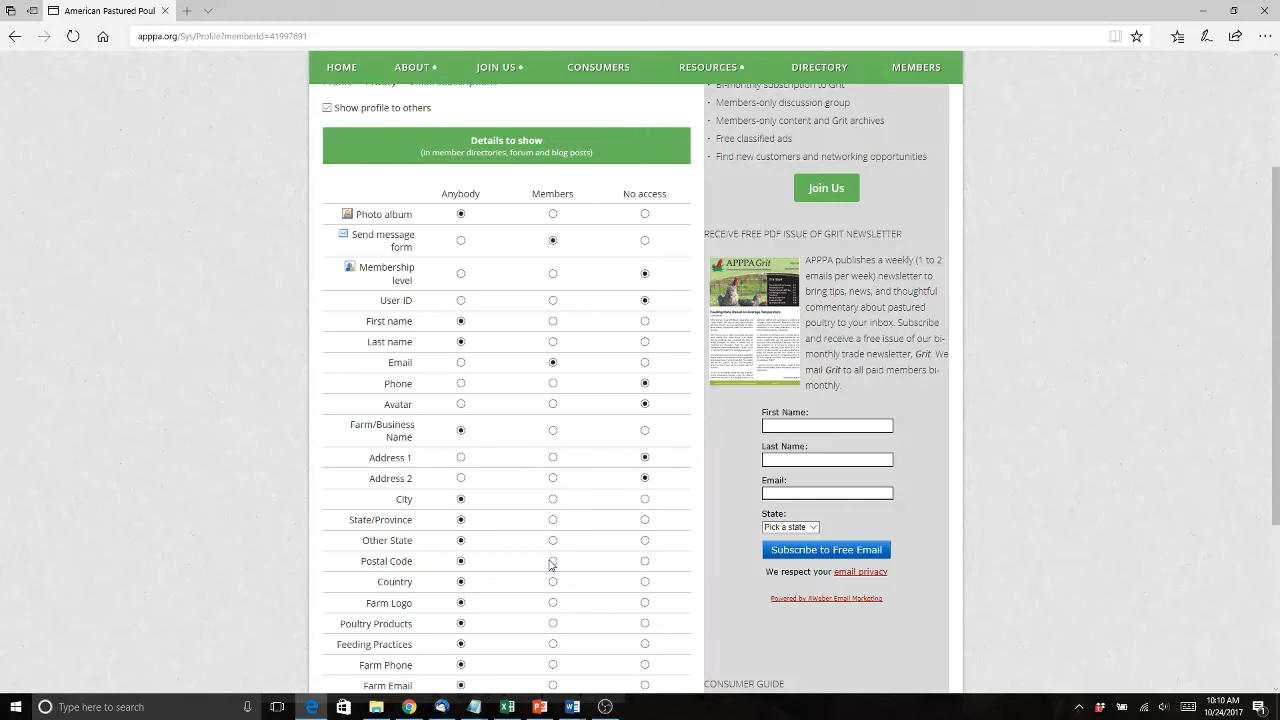 American Pastured Poul
apppa.org/Sys/Profile?memberId=41997691
HOME ABOUT JOIN US CONSUMERS RESOURCES DIRECTORY MEMBERS
Show profile to others
Details to show
(in member directories, forum and blog posts)
Anybody Members No access
Photo album
Send message
form
Membership
level
User ID
First name
Last name
Email
Phone
Avatar
Farm/Business
Name
Address 1
Address 2
City
State/Province
Other State
Postal Code
Country
Farm Logo
Poultry Products
Feeding Practices
Farm Phone
Farm Email
- Bi-monthly subscription to Grit
- Members-only discussion group
- Members-only content and Grit archives
- Free classified ads
- Find new customers and networking opportunities
Join Us
RECEIVE FREE PDF ISSUE OF GRIT NEWSLETTER
APPPA Grit
APPPA publishes a weekly (1 to 2
emails per week) newsletter to
bring tips, news, and thoughtful
commentary about pastured
poultry to your inbox. Subscribe
and receive a free issue of our bi-
monthly trade newsletter, Grit. We
mail Grit to all paid members bi-
monthly.
First Name:
Last Name:
Email:
State:
Pick a state
Subscribe to Free Email
We respect your email privacy
Powered by AWeber Email Marketing
CONSUMER GUIDE
Type here to search
10:10 AM
10/24/2017